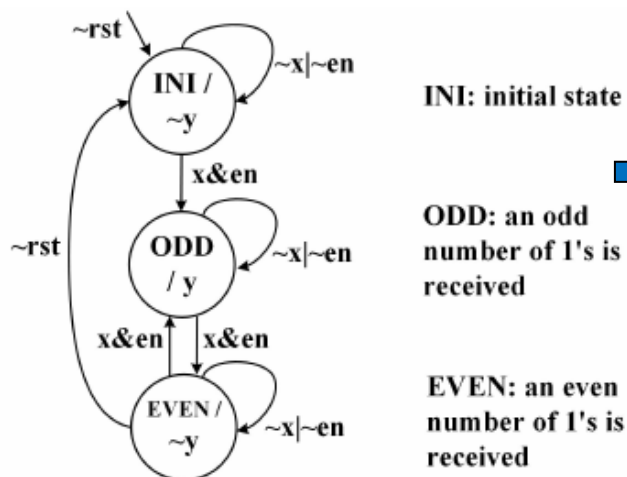 ~rst
INI /
~y
~x|~en
INI: initial state
x&en
ODD
/ y
~x|~en
ODD: an odd
number of 1's is
received
~rst
x&en
x&en
EVEN /
~y
~x|~en
EVEN: an even
number of 1's is
received